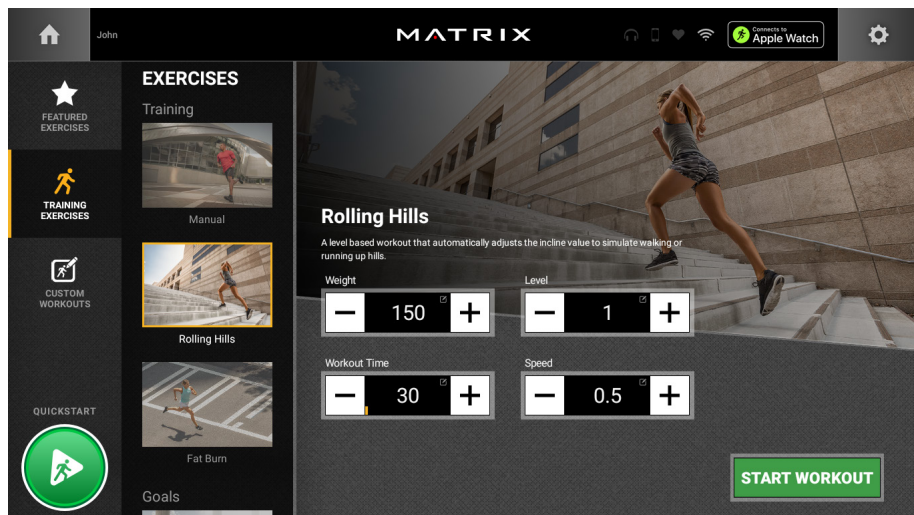 John
MATRIX
Connects to
Apple Watch
FEATURED
EXERCISES
TRAINING
EXERCISES
CUSTOM
WORKOUTS
QUICKSTART
EXERCISES
Training
Manual
Rolling Hills
Fat Burn
Goals
Rolling Hills
A level based workout that automatically adjusts the incline value to simulate walking or
running up hills.
Weight
150
Level
1
Workout Time
30
Speed
0.5
START WORKOUT